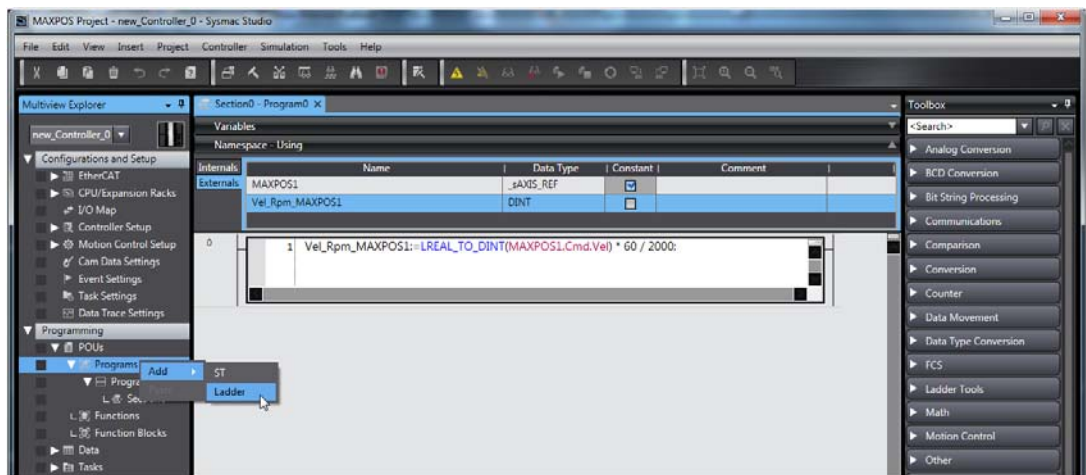 MAXPOS Project - new_Controller_0 - Sysmac Studio
File Edit View Insert Project Controller Simulation Tools Help
Multiview Explorer
new_Controller_0
Configurations and Setup
EtherCAT
CPU/Expansion Racks
I/O Map
Controller Setup
Motion Control Setup
Cam Data Settings
Event Settings
Task Settings
Data Trace Settings
Programming
POUs
Programs
Functions
Function Blocks
Data
Tasks
Add
ST
Ladder
Section0 - Program0 X
Variables
Namespace - Using
Internals
Externals
Name Data Type Constant Comment
MAXPOS1 _sAXIS_REF
Vel_Rpm_MAXPOS1 DINT
0
1 Vel_Rpm_MAXPOS1:=LREAL_TO_DINT(MAXPOS1.Cmd.Vel) * 60 / 2000;
Toolbox
<Search>
Analog Conversion
BCD Conversion
Bit String Processing
Communications
Comparison
Conversion
Counter
Data Movement
Data Type Conversion
FCS
Ladder Tools
Math
Motion Control
Other